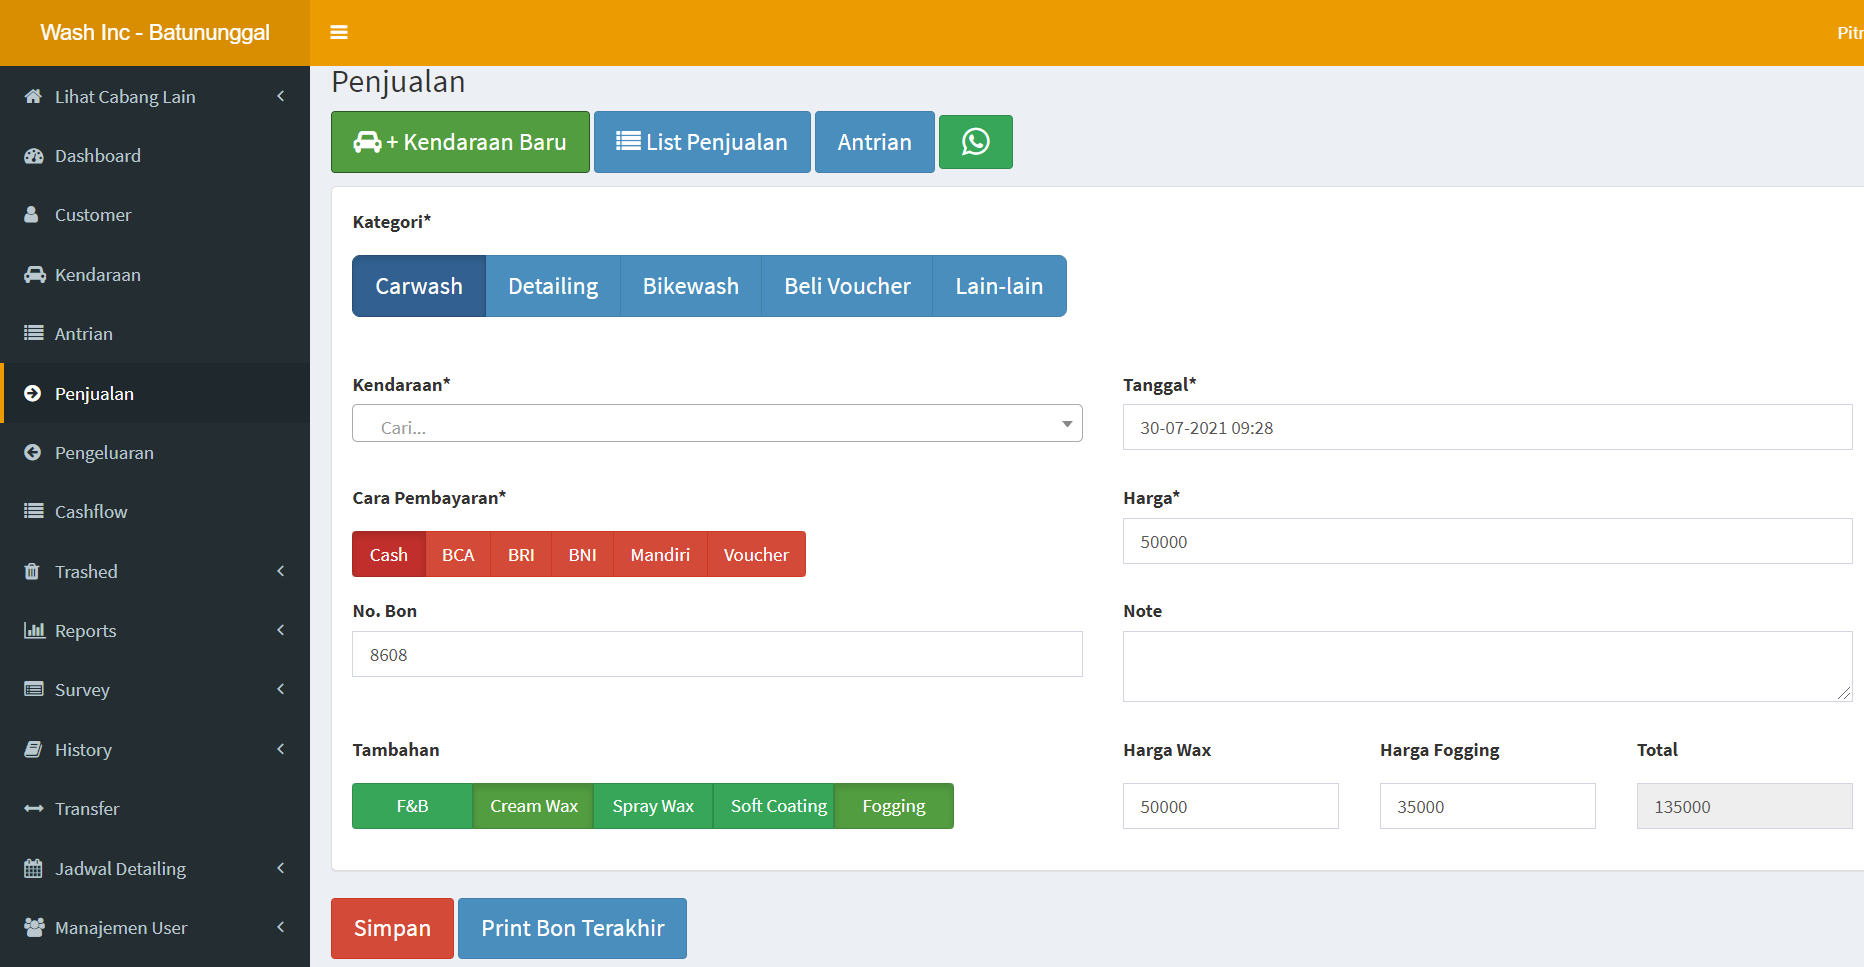 Wash Inc - Batununggal
Lihat Cabang Lain
Dashboard
Customer
Kendaraan
Antrian
Penjualan
Pengeluaran
Cashflow
Trashed
Reports
Survey
History
Transfer
Jadwal Detailing
Manajemen User
Pitr
Penjualan
+ Kendaraan Baru
List Penjualan
Antrian
Kategori*
Carwash
Detailing
Bikewash
Beli Voucher
Lain-lain
Kendaraan*
Cari...
Tanggal*
30-07-2021 09:28
Cara Pembayaran*
Cash
BCA
BRI
BNI
Mandiri
Voucher
Harga*
50000
No. Bon
8608
Note
Tambahan
F&B
Cream Wax
Spray Wax
Soft Coating
Fogging
Harga Wax
50000
Harga Fogging
35000
Total
135000
Simpan
Print Bon Terakhir